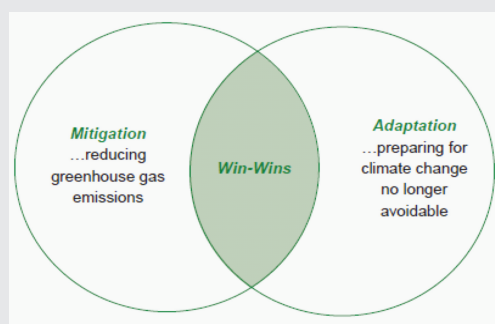 Mitigation
…reducing
greenhouse gas
emissions
Win-Wins
Adaptation
…preparing for
climate change
no longer
avoidable